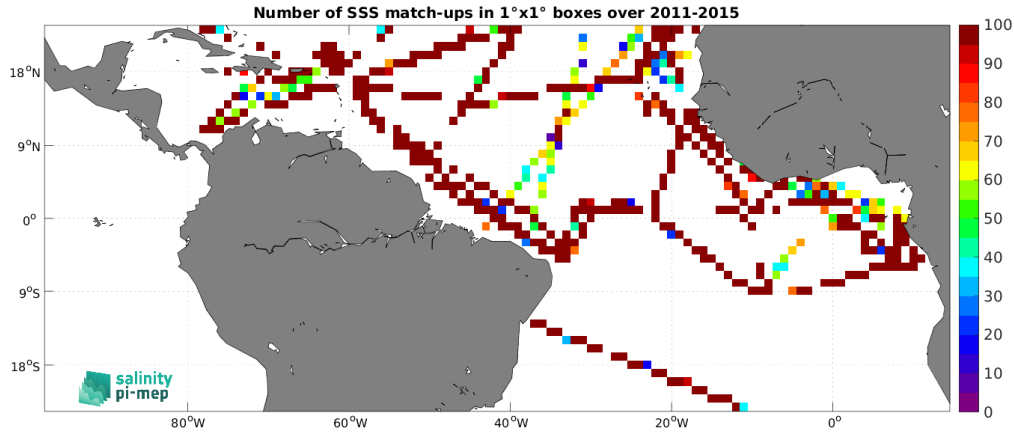 Number of SSS match-ups in 1°x1° boxes over 2011-2015
18°N
9°N
0°
9°S
18°S
80°W
60°W
40°W
20°W
0°
100
90
80
70
60
50
40
30
20
10
0
salinity
pi-mep